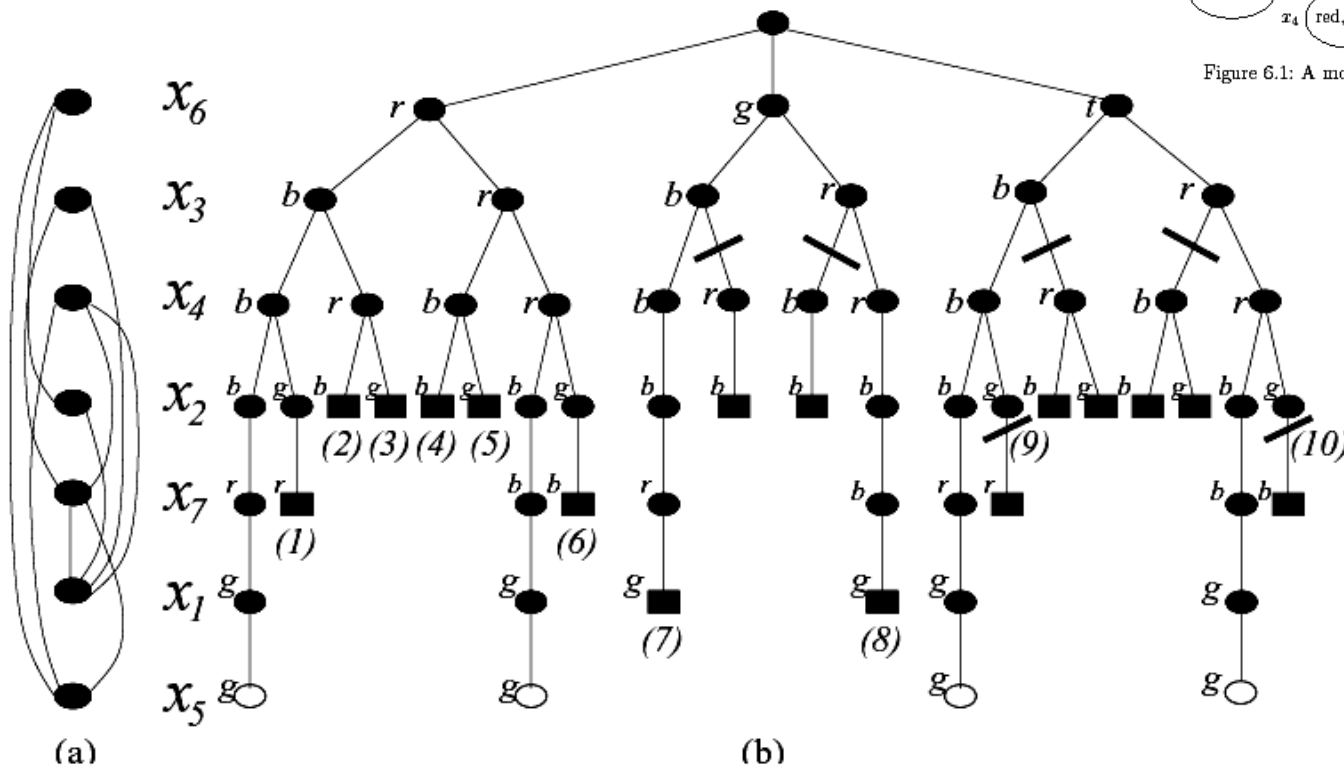 x4 red,
Figure 6.1: A mo
x6 r g t
x3 b r b r b r
x4 b r b r b r b r b r b r
x2 b g b g b g b g b b b b b g b g b g b g
(2) (3) (4) (5) (9) (10)
x7 r r b b r b r r b b
(1) (6)
x1 g g g g g g
(7) (8)
x5 g g g g
(a) (b)